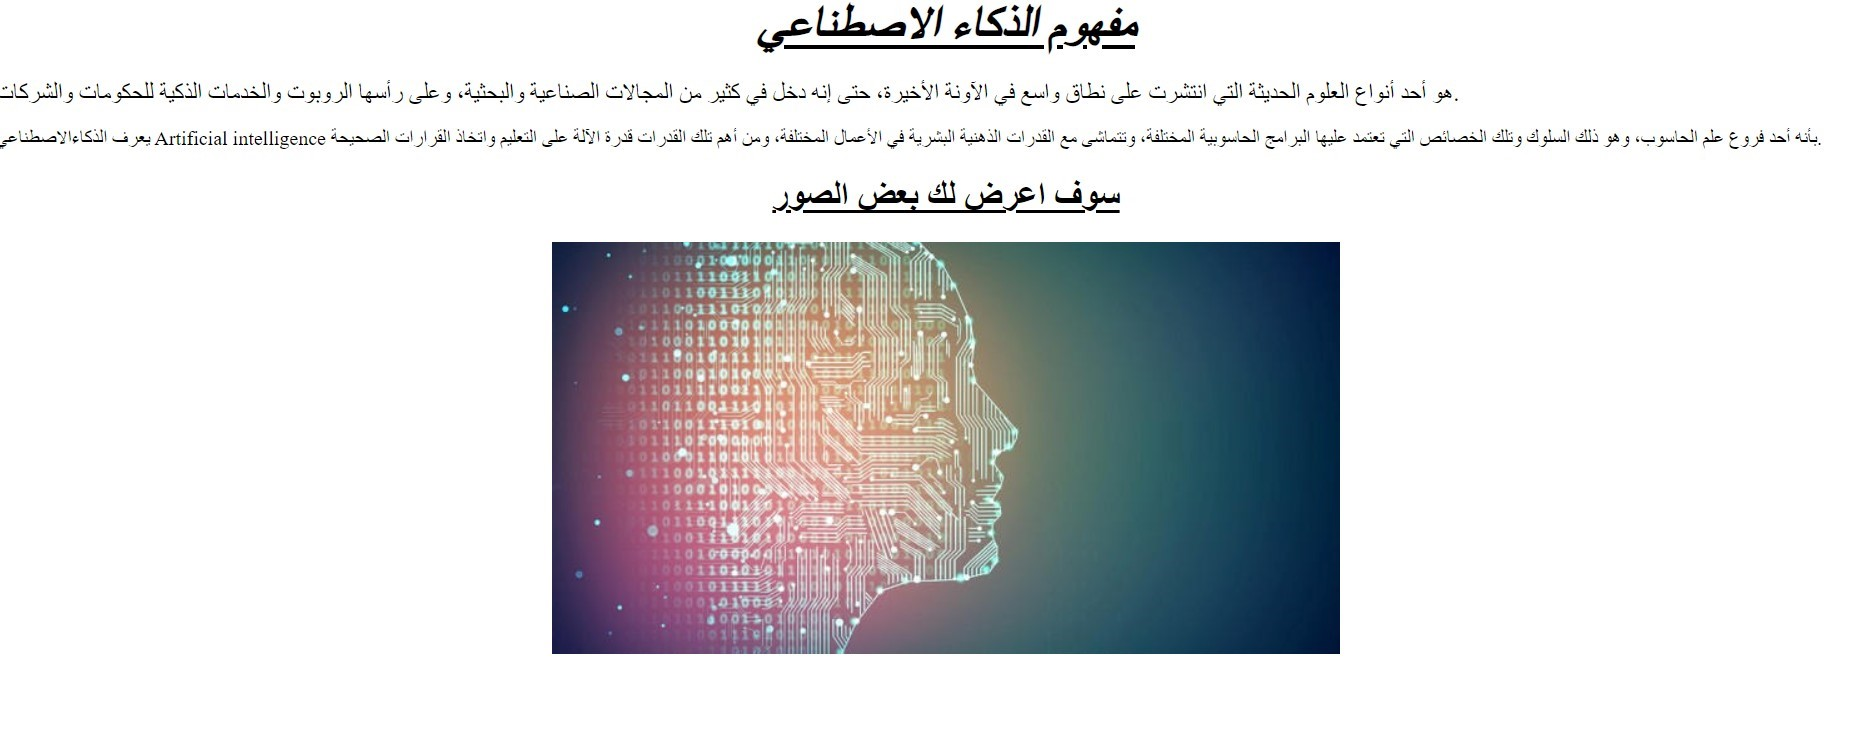 مفهوم الذكاء الاصطناعي
هو أحد أنواع العلوم الحديثة التي انتشرت على نطاق واسع في الآونة الأخيرة، حتى إنه دخل في كثير من المجالات الصناعية والبحثية، وعلى رأسها الروبوت والخدمات الذكية للحكومات والشركات.
يعرف الذكاءالاصطناعي Artificial intelligence بأنه أحد فروع علم الحاسوب، وهو ذلك السلوك وتلك الخصائص التي تعتمد عليها البرامج الحاسوبية المختلفة، وتتماشى مع القدرات الذهنية البشرية في الأعمال المختلفة، ومن أهم تلك القدرات قدرة الآلة على التعليم واتخاذ القرارات الصحيحة.
سوف اعرض لك بعض الصور